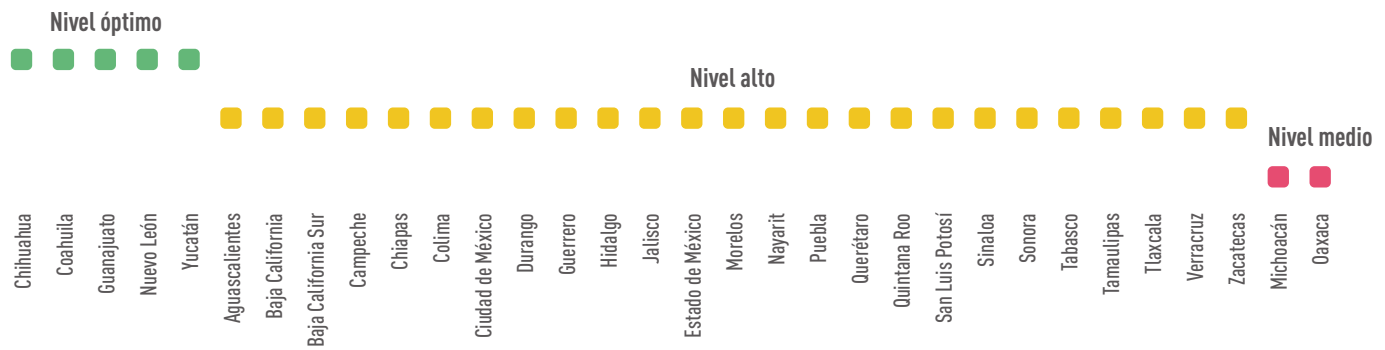 Nivel óptimo
Nivel alto
Nivel medio
Chihuahua
Coahuila
Guanajuato
Nuevo León
Yucatán
Aguascalientes
Baja California
Baja California Sur
Campeche
Chiapas
Colima
Ciudad de México
Durango
Guerrero
Hidalgo
Jalisco
Estado de México
Morelos
Nayarit
Puebla
Querétaro
Quintana Roo
San Luis Potosí
Sinaloa
Sonora
Tabasco
Tamaulipas
Tlaxcala
Verracruz
Zacatecas
Michoacán
Oaxaca